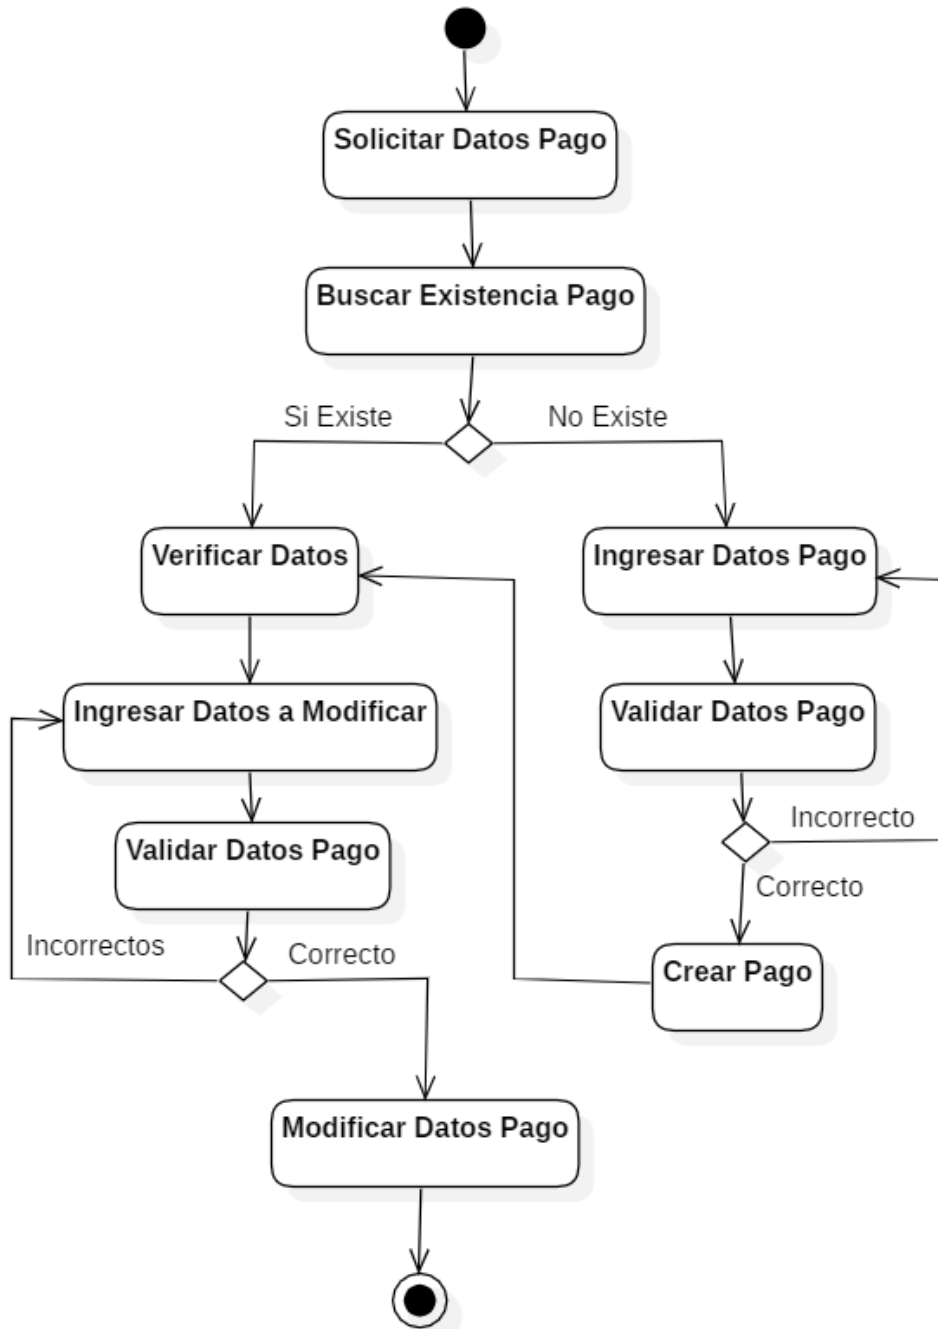 Solicitar Datos Pago
Buscar Existencia Pago
Si Existe
No Existe
Verificar Datos
Ingresar Datos Pago
Ingresar Datos a Modificar
Validar Datos Pago
Validar Datos Pago
Incorrecto
Correcto
Incorrectos
Correcto
Crear Pago
Modificar Datos Pago